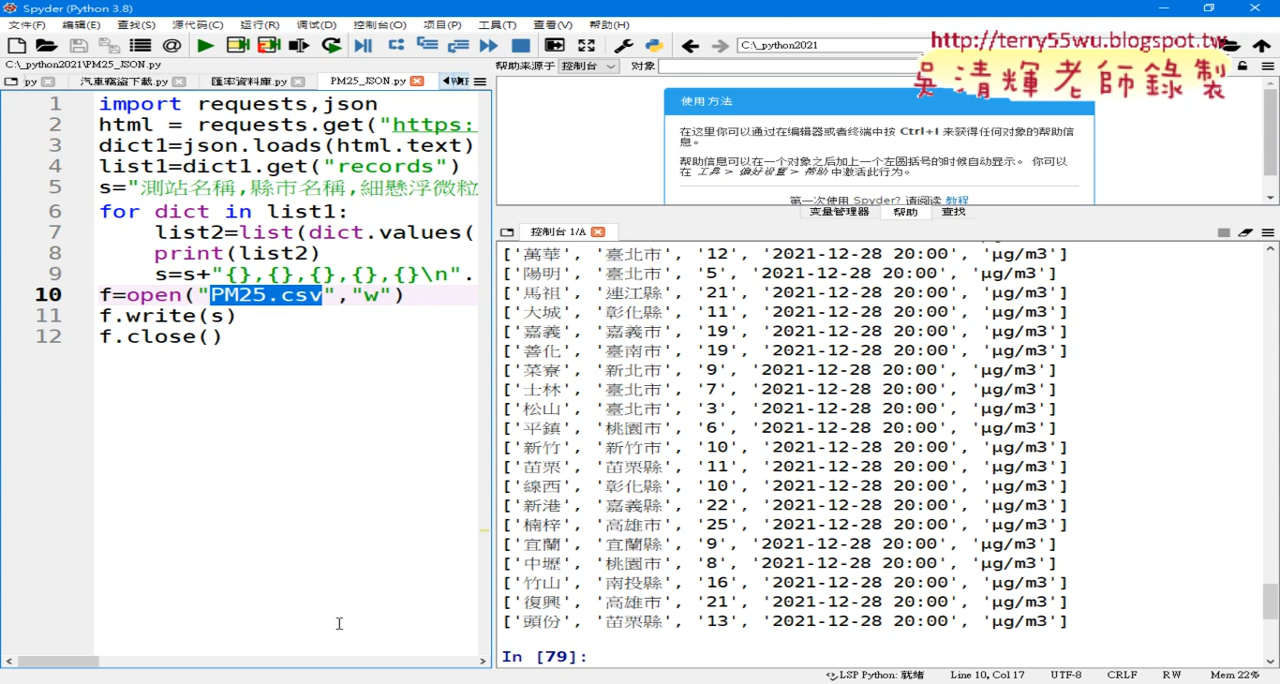 Spyder (Python 3.8)
文件(F) 编辑(E) 查找(S) 源代码(C) 运行(R) 调试(D) 控制台(O) 项目(P) 工具(T) 查看(V) 帮助(H)
C:\_python2021
http://terry55wu.blogspot.tw
吳清輝老師錄製
C:\_python2021\PM25_JSON.py
帮助来源于 控制台 对象
py 汽車竊盜下載.py 匯率資料庫.py PM25_JSON.py
1 import requests,json
2 html = requests.get("https:
3 dict1=json.loads(html.text)
4 list1=dict1.get("records")
5 s="測站名稱,縣市名稱,細懸浮微粒
6 for dict in list1:
7 list2=list(dict.values(
8 print(list2)
9 s=s+"{},{},{},{},{}\n".
10 f=open("PM25.csv","w")
11 f.write(s)
12 f.close()
使用方法
在这里你可以通过在编辑器或者终端中按 Ctrl+I 来获得任何对象的帮助信息。
帮助信息可以在一个对象之后加上一个左圆括号的时候自动显示。 你可以在 工具 > 偏好设置 > 帮助 中激活此行为。
第一次使用 Spyder? 请阅读 教程
变量管理器 帮助 查找
控制台 1/A
['萬華', '臺北市', '12', '2021-12-28 20:00', 'μg/m3']
['陽明', '臺北市', '5', '2021-12-28 20:00', 'μg/m3']
['馬祖', '連江縣', '21', '2021-12-28 20:00', 'μg/m3']
['大城', '彰化縣', '11', '2021-12-28 20:00', 'μg/m3']
['嘉義', '嘉義市', '19', '2021-12-28 20:00', 'μg/m3']
['善化', '臺南市', '19', '2021-12-28 20:00', 'μg/m3']
['菜寮', '新北市', '9', '2021-12-28 20:00', 'μg/m3']
['士林', '臺北市', '7', '2021-12-28 20:00', 'μg/m3']
['松山', '臺北市', '3', '2021-12-28 20:00', 'μg/m3']
['平鎮', '桃園市', '6', '2021-12-28 20:00', 'μg/m3']
['新竹', '新竹市', '10', '2021-12-28 20:00', 'μg/m3']
['苗栗', '苗栗縣', '11', '2021-12-28 20:00', 'μg/m3']
['線西', '彰化縣', '10', '2021-12-28 20:00', 'μg/m3']
['新港', '嘉義縣', '22', '2021-12-28 20:00', 'μg/m3']
['楠梓', '高雄市', '25', '2021-12-28 20:00', 'μg/m3']
['宜蘭', '宜蘭縣', '9', '2021-12-28 20:00', 'μg/m3']
['中壢', '桃園市', '8', '2021-12-28 20:00', 'μg/m3']
['竹山', '南投縣', '16', '2021-12-28 20:00', 'μg/m3']
['復興', '高雄市', '21', '2021-12-28 20:00', 'μg/m3']
['頭份', '苗栗縣', '13', '2021-12-28 20:00', 'μg/m3']
In [79]:
LSP Python: 就绪 Line 10, Col 17 UTF-8 CRLF RW Mem 22%